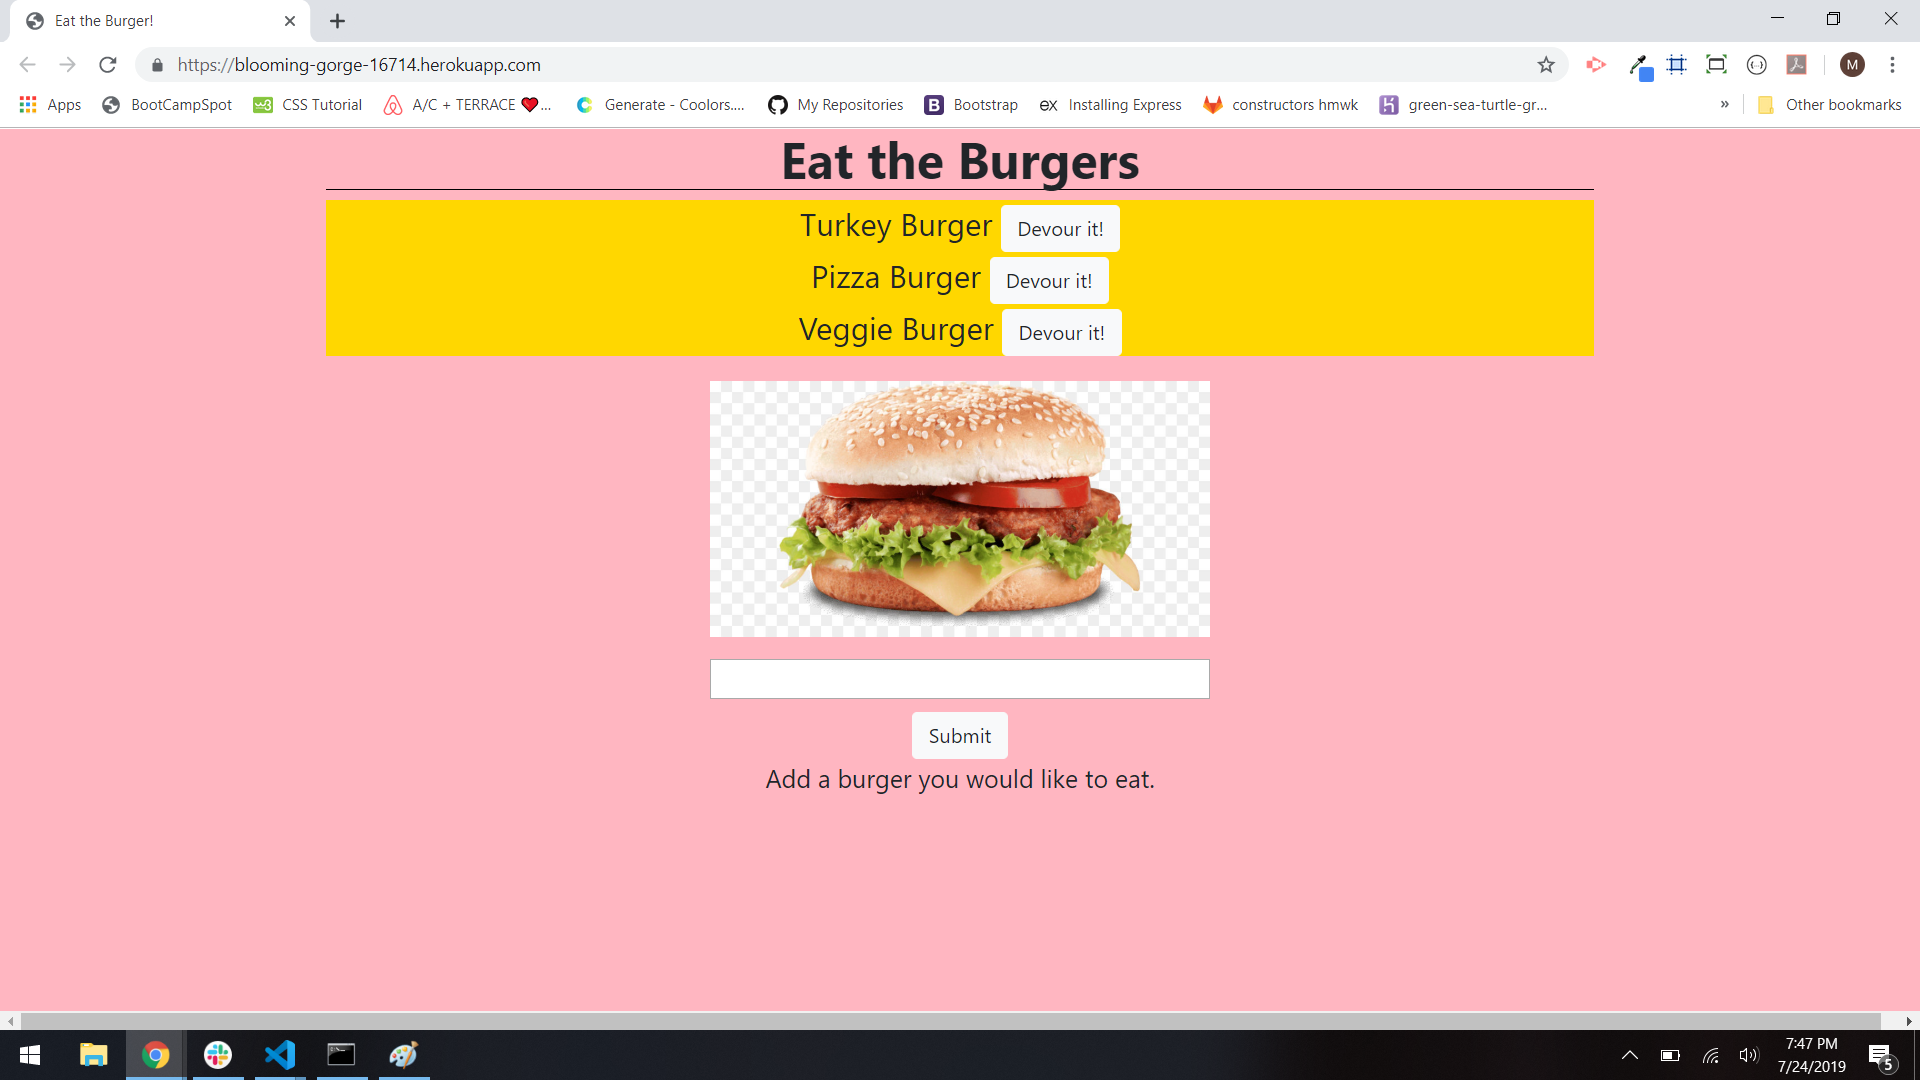 Eat the Burger!
https://blooming-gorge-16714.herokuapp.com
M
Apps BootCampSpot CSS Tutorial A/C + TERRACE ❤️... Generate - Coolors.... My Repositories Bootstrap Installing Express constructors hmwk green-sea-turtle-gr... » Other bookmarks
Eat the Burgers
Turkey Burger Devour it!
Pizza Burger Devour it!
Veggie Burger Devour it!
Submit
Add a burger you would like to eat.
7:47 PM
7/24/2019
5